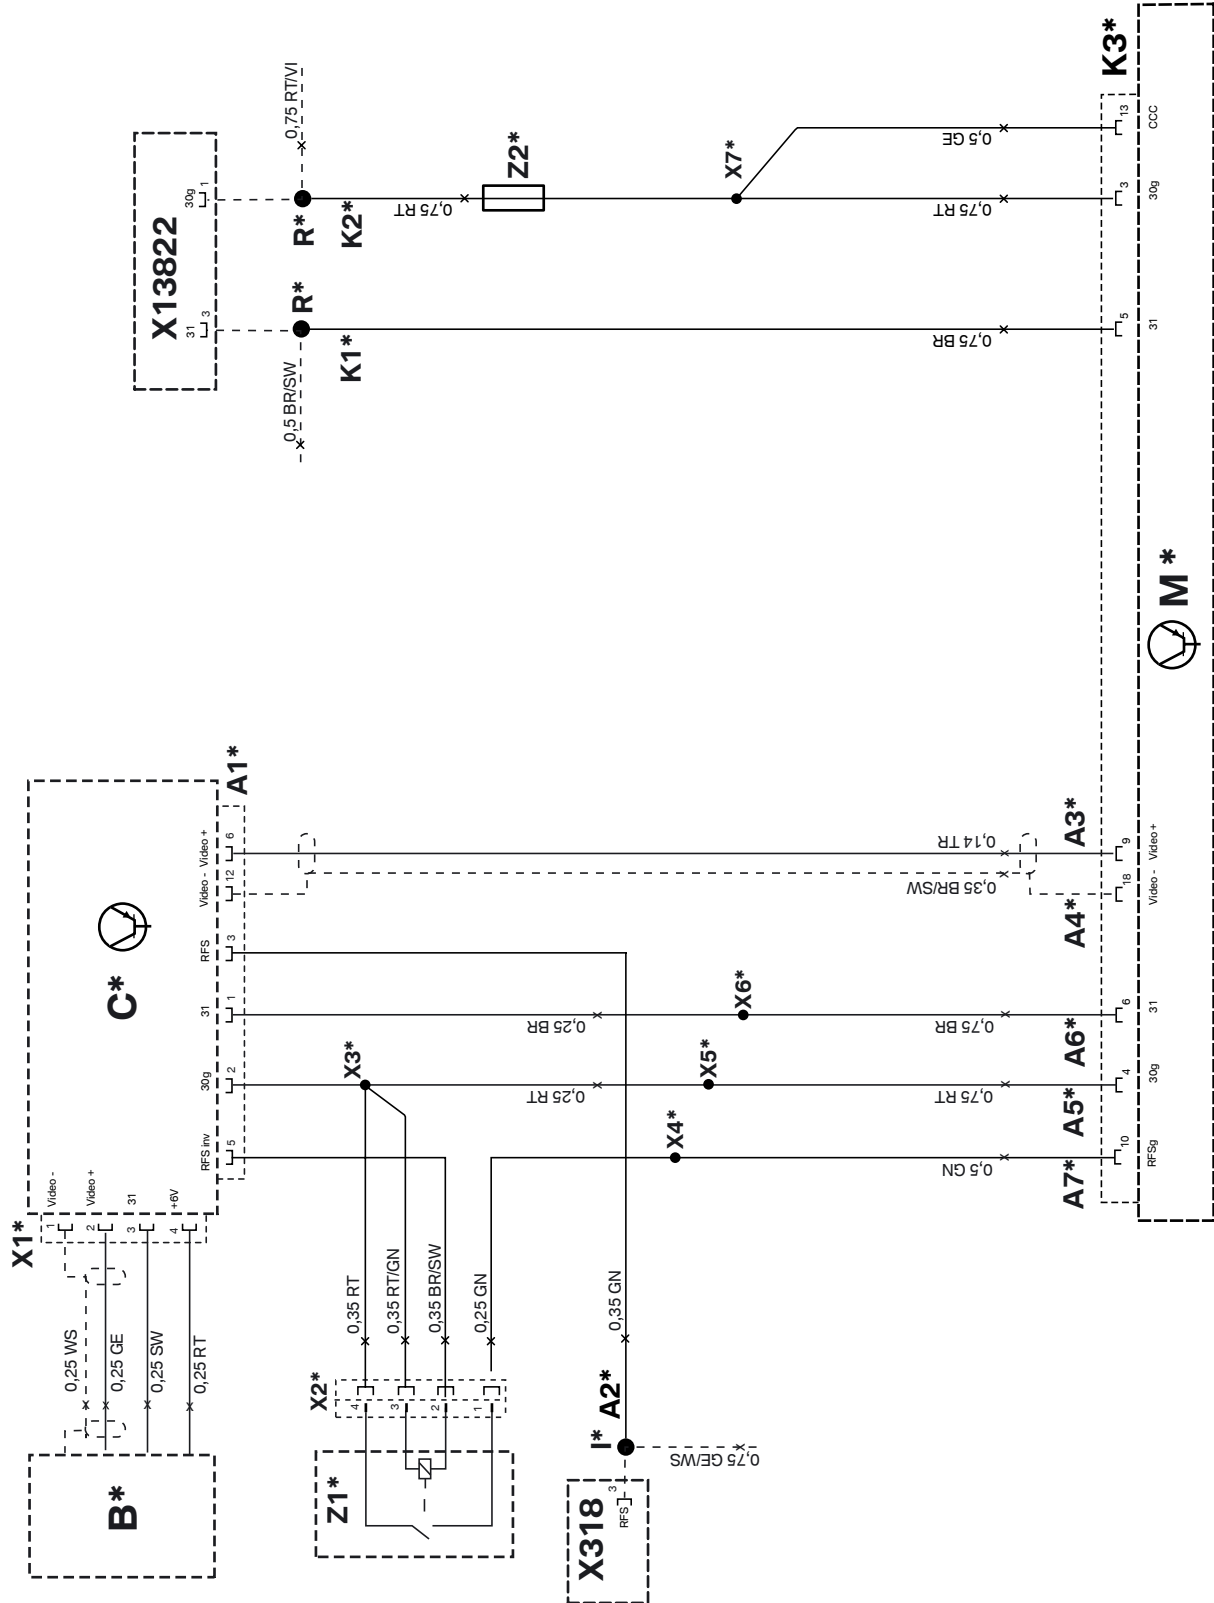 K3*
M*
X13822
30g 1
31 3
0,75 RT/VI
0,5 BR/SW
R*
K2*
R*
K1*
0,75 RT
Z2*
X7*
0,5 GE
0,75 RT
0,75 BR
13 CCC
3 30g
5 31
C*
A1*
Video + 6
Video - 12
RFS 3
31 1
30g 2
RFS inv 5
X1*
1 Video -
2 Video +
3 31
4 +6V
0,25 WS
0,25 GE
0,25 SW
0,25 RT
B*
X3*
0,25 BR
0,25 RT
X6*
X5*
X4*
0,14 TR
0,35 BR/SW
0,75 BR
0,75 RT
0,5 GN
A3*
A4*
A6*
A5*
A7*
9 Video +
18 Video -
6 31
4 30g
10 RFSg
0,35 RT
0,35 RT/GN
0,35 BR/SW
0,25 GN
0,35 GN
X2*
4
3
2
1
Z1*
A2*
I*
0,75 GE/WS
X318
RFS 3